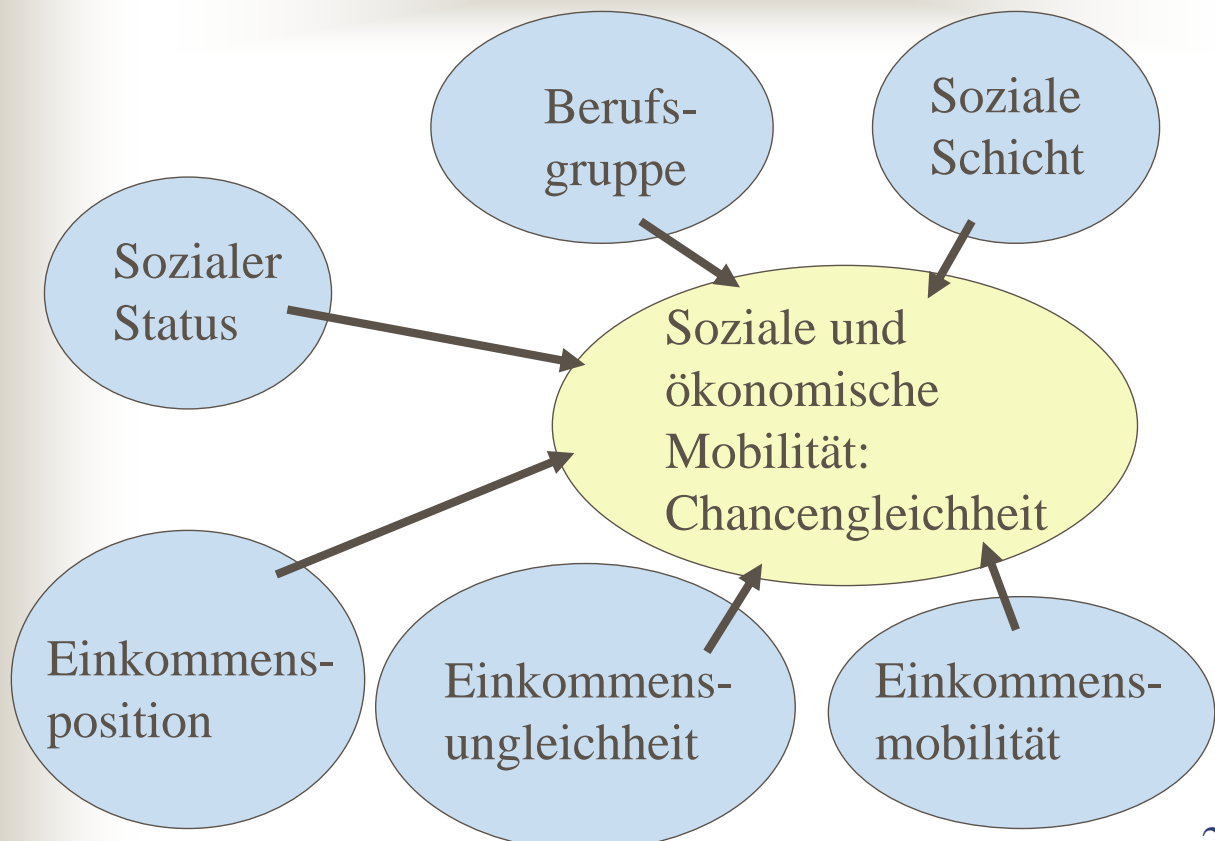 Berufs-
gruppe
Soziale
Schicht
Sozialer
Status
Soziale und
ökonomische
Mobilität:
Chancengleichheit
Einkommens-
position
Einkommens-
ungleichheit
Einkommens-
mobilität